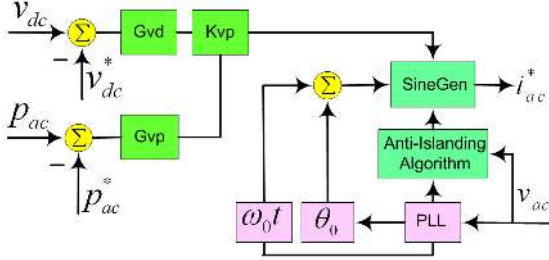 v_dc Σ Gvd Kvp
− v*_dc
Σ SineGen i*_ac
p_ac Σ Gvp
− p*_ac
Anti-Islanding
Algorithm
v_ac
ω₀t θ₀ PLL